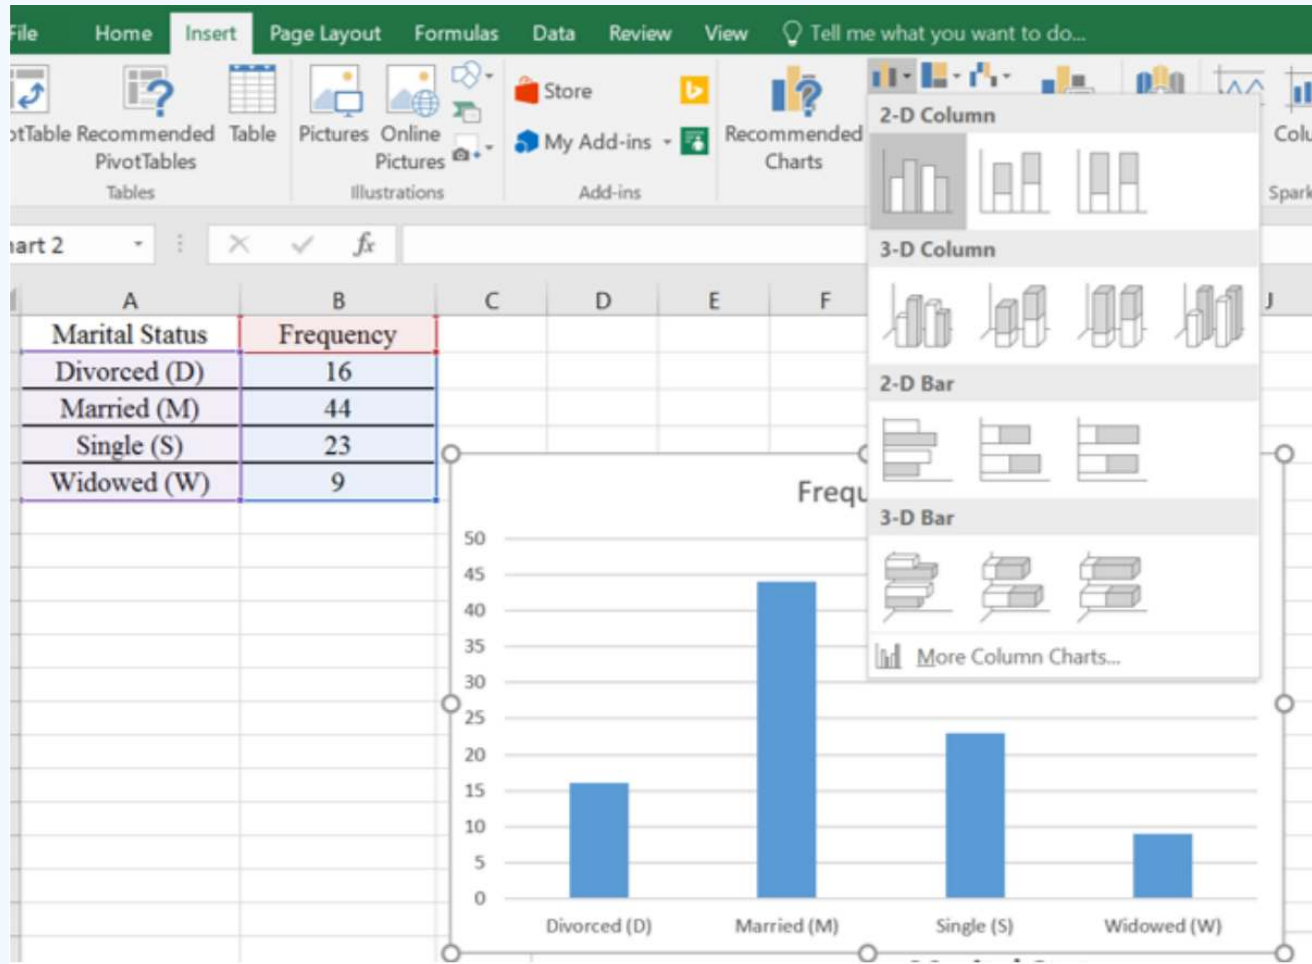 File Home Insert Page Layout Formulas Data Review View Tell me what you want to do...
Store
otTable Recommended Table Pictures Online My Add-ins Recommended Colu
PivotTables Pictures Charts
Tables Illustrations Add-ins Spark
2-D Column
3-D Column
2-D Bar
3-D Bar
More Column Charts...
art 2 fx
A B C D E F J
Marital Status Frequency
Divorced (D) 16
Married (M) 44
Single (S) 23
Widowed (W) 9
Frequ
50
45
40
35
30
25
20
15
10
5
0
Divorced (D) Married (M) Single (S) Widowed (W)